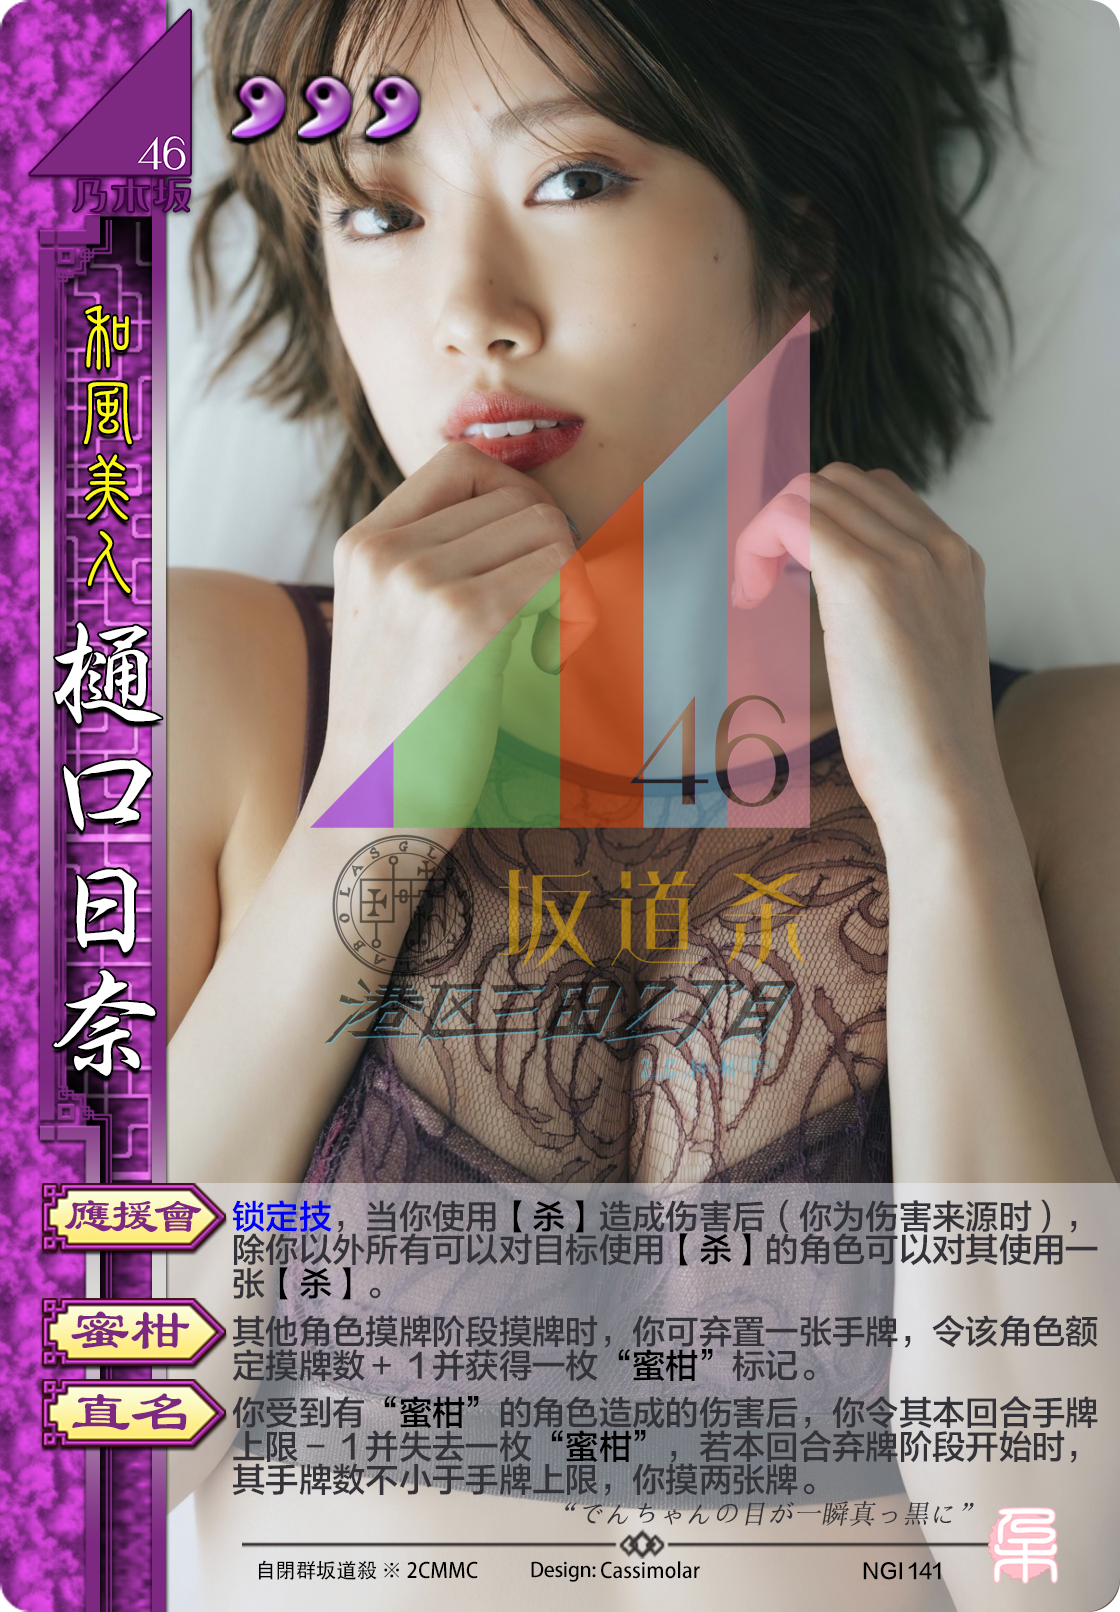 46
乃木坂
和風美人
樋口日奈
46
BOLAS GL
坂道杀
港区三田2丁目
應援會
锁定技，当你使用【杀】造成伤害后（你为伤害来源时），
除你以外所有可以对目标使用【杀】的角色可以对其使用一
张【杀】。
蜜柑
其他角色摸牌阶段摸牌时，你可弃置一张手牌，令该角色额
定摸牌数＋１并获得一枚“蜜柑”标记。
真名
你受到有“蜜柑”的角色造成的伤害后，你令其本回合手牌
上限－１并失去一枚“蜜柑”，若本回合弃牌阶段开始时，
其手牌数不小于手牌上限，你摸两张牌。
“でんちゃんの目が一瞬真っ黒に”
自閉群坂道殺 ※ 2CMMC
Design: Cassimolar
NGI 141